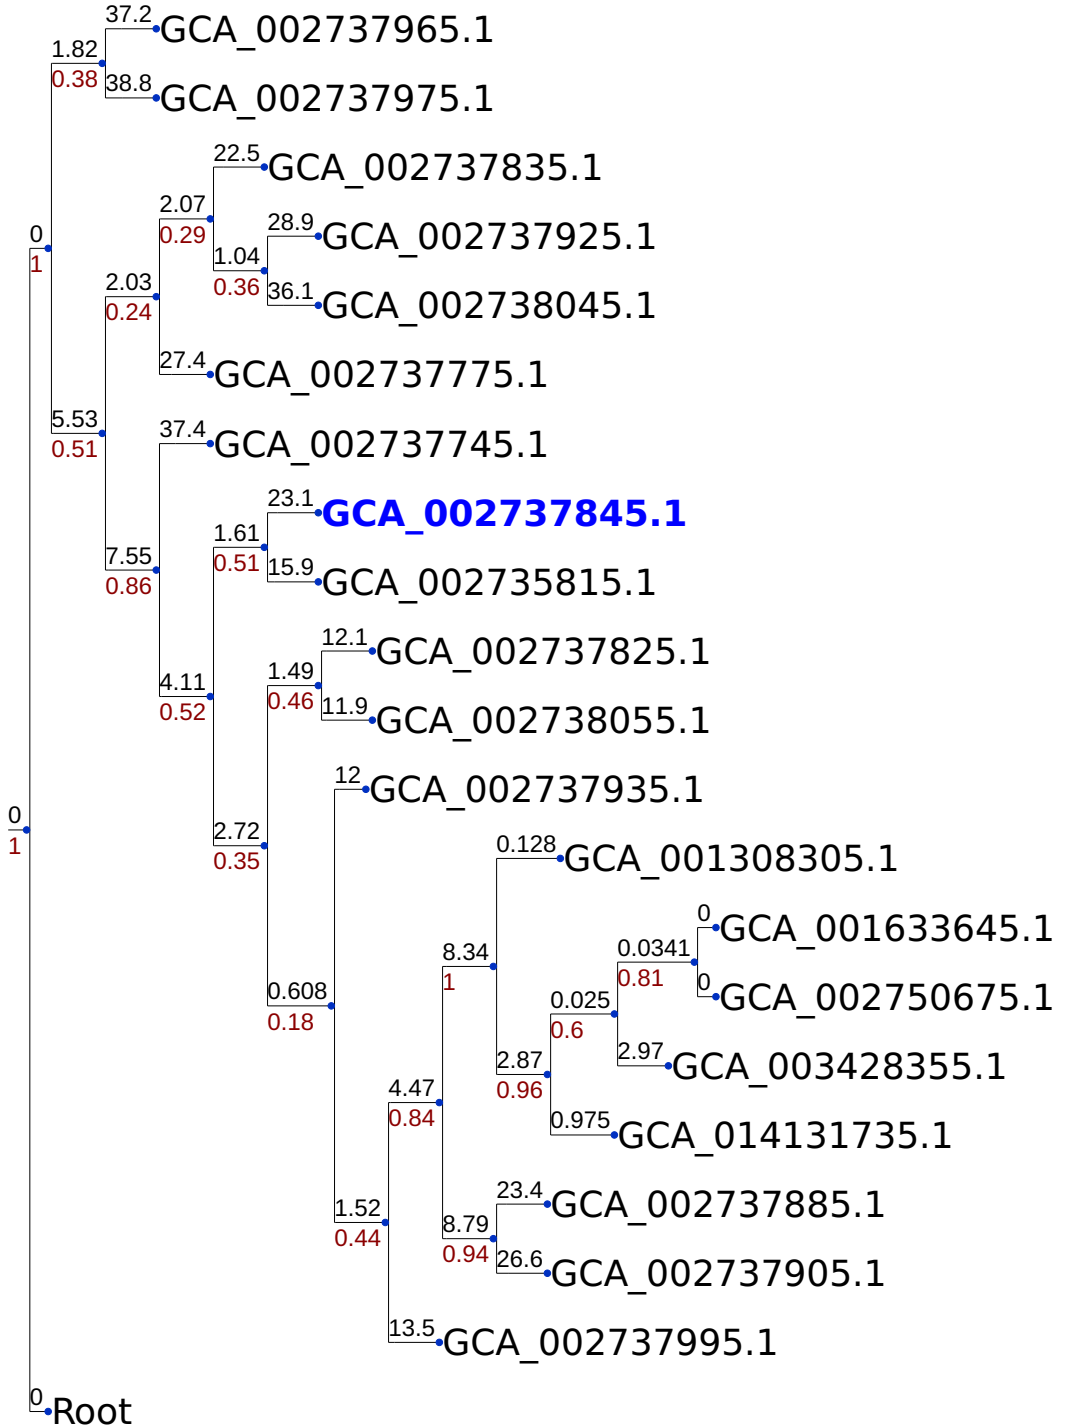 37.2
GCA_002737965.1
1.82
0.38
38.8
GCA_002737975.1
22.5
GCA_002737835.1
2.07
0.29
28.9
GCA_002737925.1
0
1
1.04
0.36
2.03
0.24
36.1
GCA_002738045.1
27.4
GCA_002737775.1
5.53
0.51
37.4
GCA_002737745.1
23.1
GCA_002737845.1
1.61
0.51
7.55
0.86
15.9
GCA_002735815.1
12.1
GCA_002737825.1
1.49
0.46
4.11
0.52
11.9
GCA_002738055.1
12
GCA_002737935.1
0
1
2.72
0.35
0.128
GCA_001308305.1
0
GCA_001633645.1
8.34
1
0.0341
0.81
0
GCA_002750675.1
0.608
0.18
0.025
0.6
2.97
GCA_003428355.1
2.87
0.96
4.47
0.84
0.975
GCA_014131735.1
23.4
GCA_002737885.1
1.52
0.44
8.79
0.94
26.6
GCA_002737905.1
13.5
GCA_002737995.1
0
Root